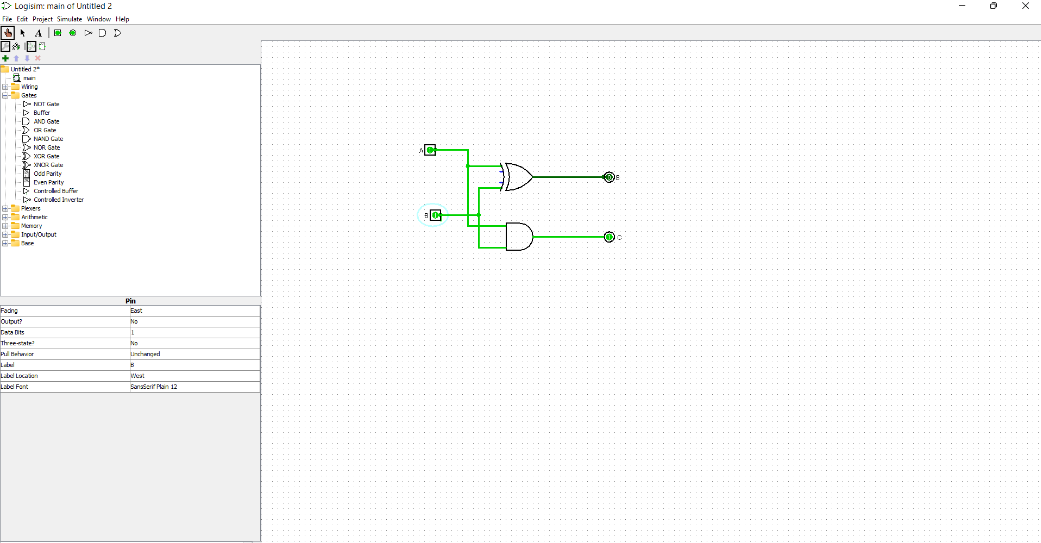 Logisim: main of Untitled 2
File Edit Project Simulate Window Help
Untitled 2*
main
Wiring
Gates
NOT Gate
Buffer
AND Gate
OR Gate
NAND Gate
NOR Gate
XOR Gate
XNOR Gate
Odd Parity
Even Parity
Controlled Buffer
Controlled Inverter
Plexers
Arithmetic
Memory
Input/Output
Base
Pin
Facing East
Output? No
Data Bits 1
Three-state? No
Pull Behavior Unchanged
Label B
Label Location West
Label Font SansSerif Plain 12
A
B